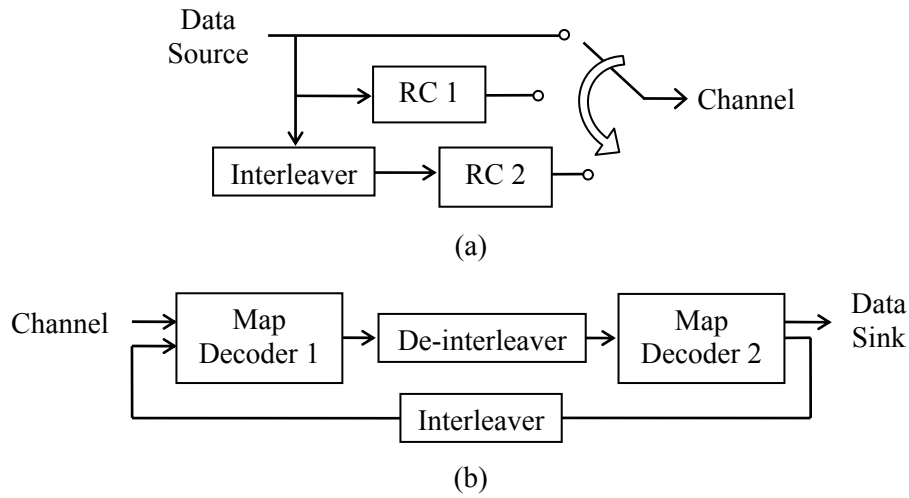 Data
Source
RC 1
Channel
Interleaver
RC 2
(a)
Channel
Map
Decoder 1
De-interleaver
Map
Decoder 2
Data
Sink
Interleaver
(b)